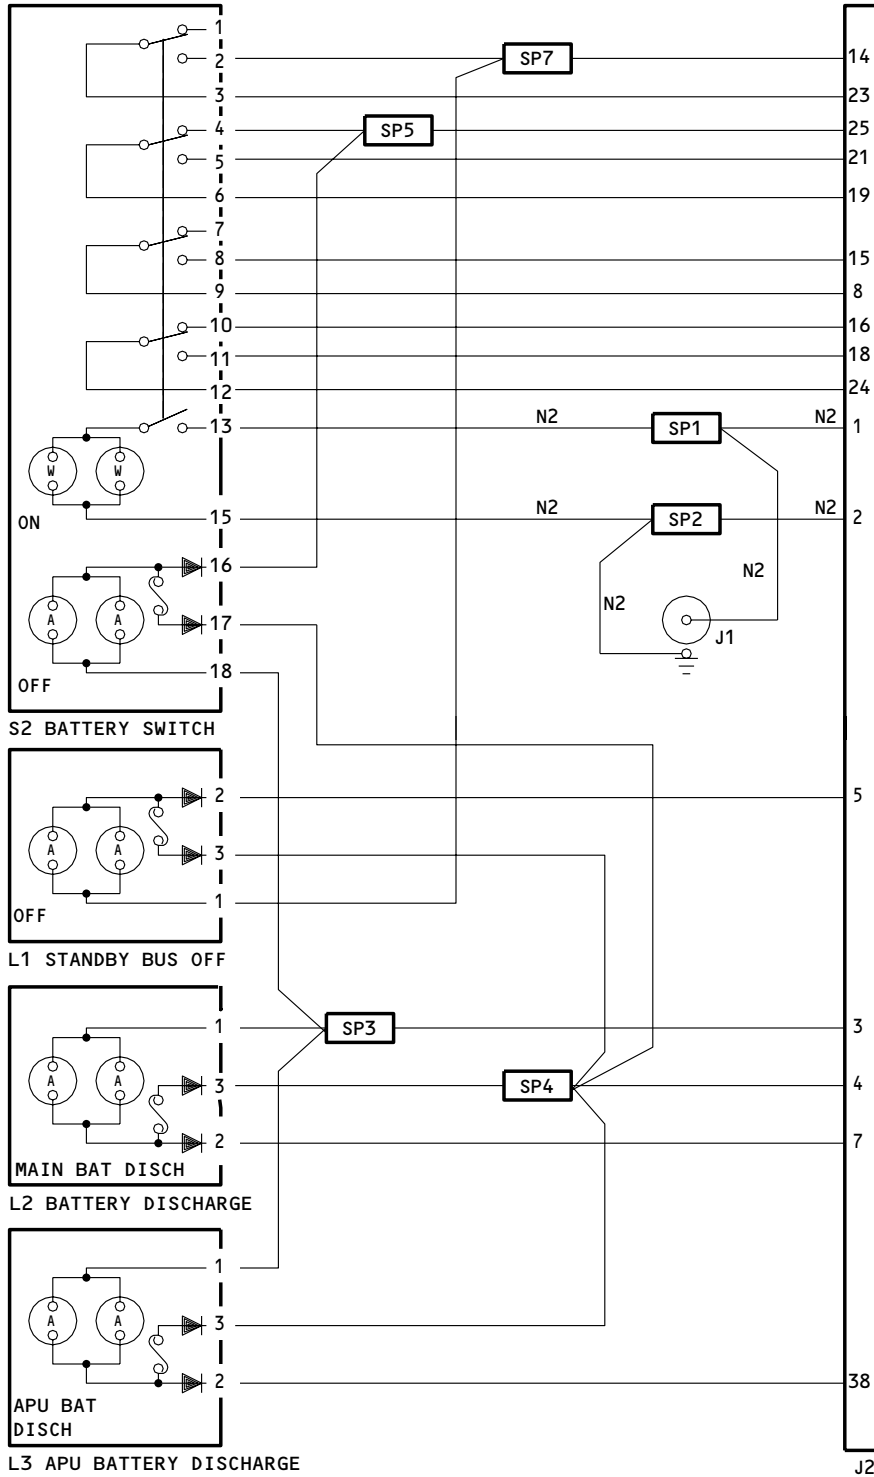 1
2 SP7 14
3 23
4 SP5 25
5 21
6 19
7
8 15
9 8
10 16
11 18
12 24
13 N2 SP1 N2 1
W W
ON
15 N2 SP2 N2 2
16
N2
N2
A A
17
J1
18
OFF
S2 BATTERY SWITCH
2 5
A A
3
1
OFF
L1 STANDBY BUS OFF
1 SP3 3
A A
3 SP4 4
2 7
MAIN BAT DISCH
L2 BATTERY DISCHARGE
1
A A
3
2 38
APU BAT
DISCH
L3 APU BATTERY DISCHARGE
J2